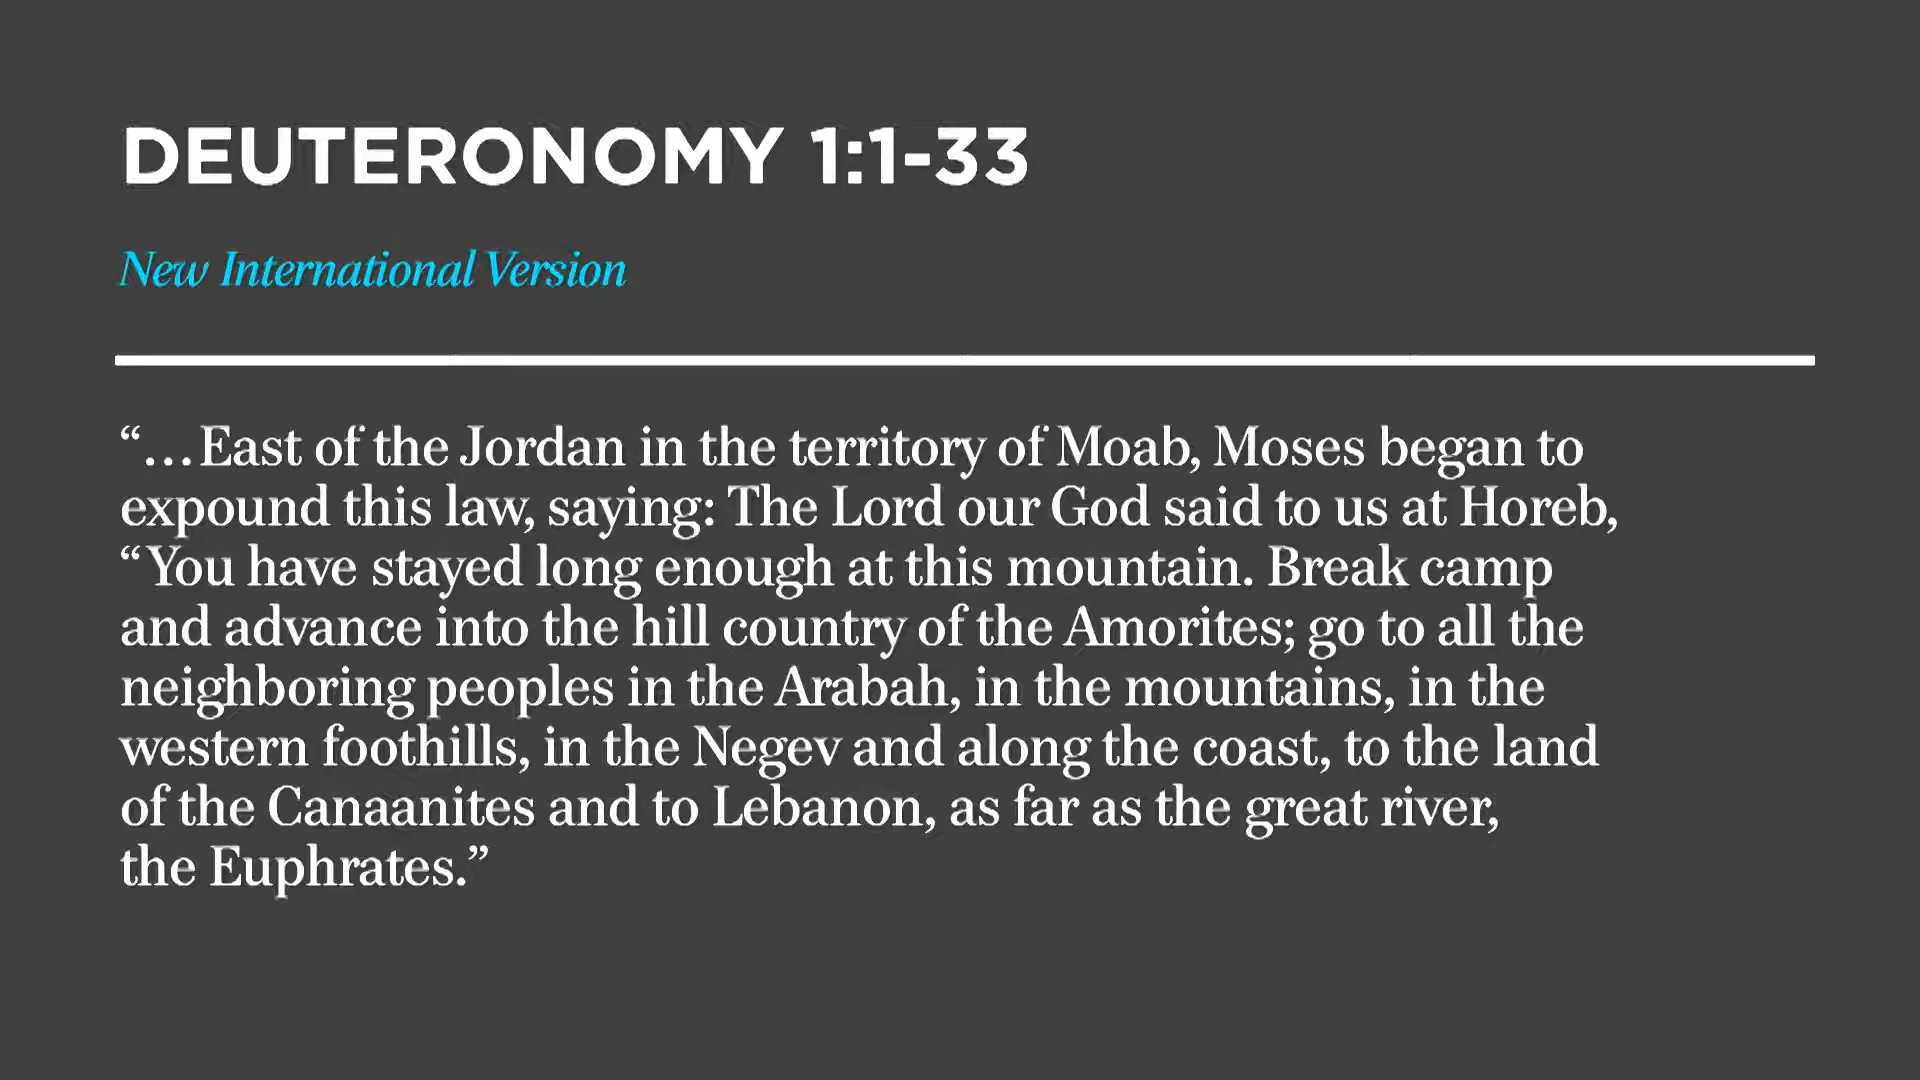 DEUTERONOMY 1:1-33
New International Version
“…East of the Jordan in the territory of Moab, Moses began to
expound this law, saying: The Lord our God said to us at Horeb,
“You have stayed long enough at this mountain. Break camp
and advance into the hill country of the Amorites; go to all the
neighboring peoples in the Arabah, in the mountains, in the
western foothills, in the Negev and along the coast, to the land
of the Canaanites and to Lebanon, as far as the great river,
the Euphrates.”